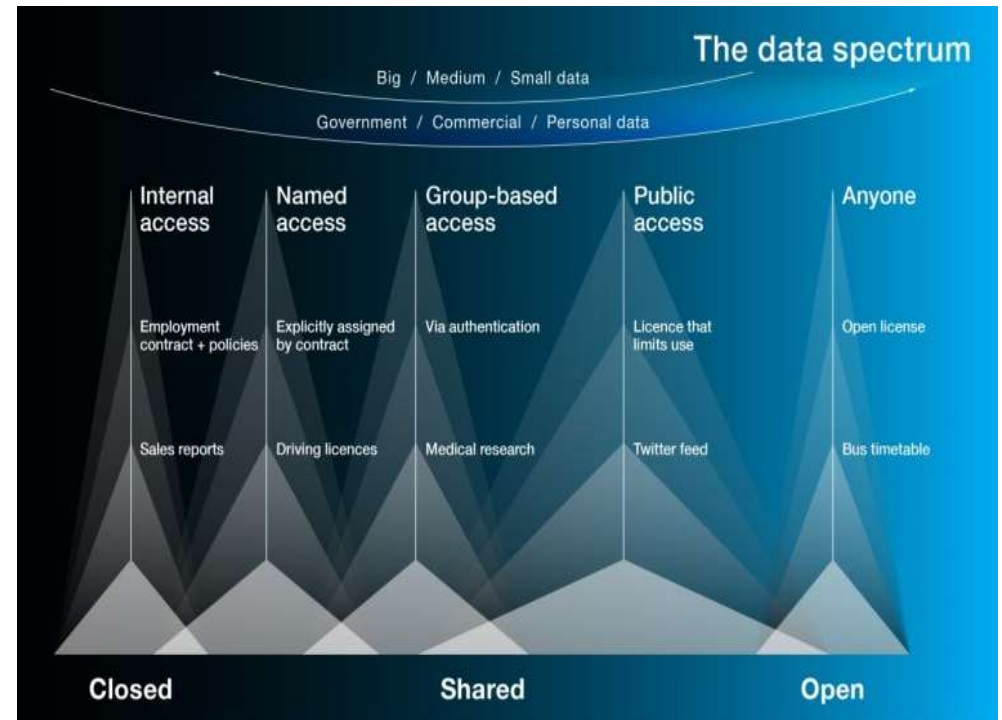 The data spectrum
Big / Medium / Small data
Government / Commercial / Personal data
Internal
access
Named
access
Group-based
access
Public
access
Anyone
Employment
contract + policies
Explicitly assigned
by contract
Via authentication
Licence that
limits use
Open license
Sales reports
Driving licences
Medical research
Twitter feed
Bus timetable
Closed
Shared
Open